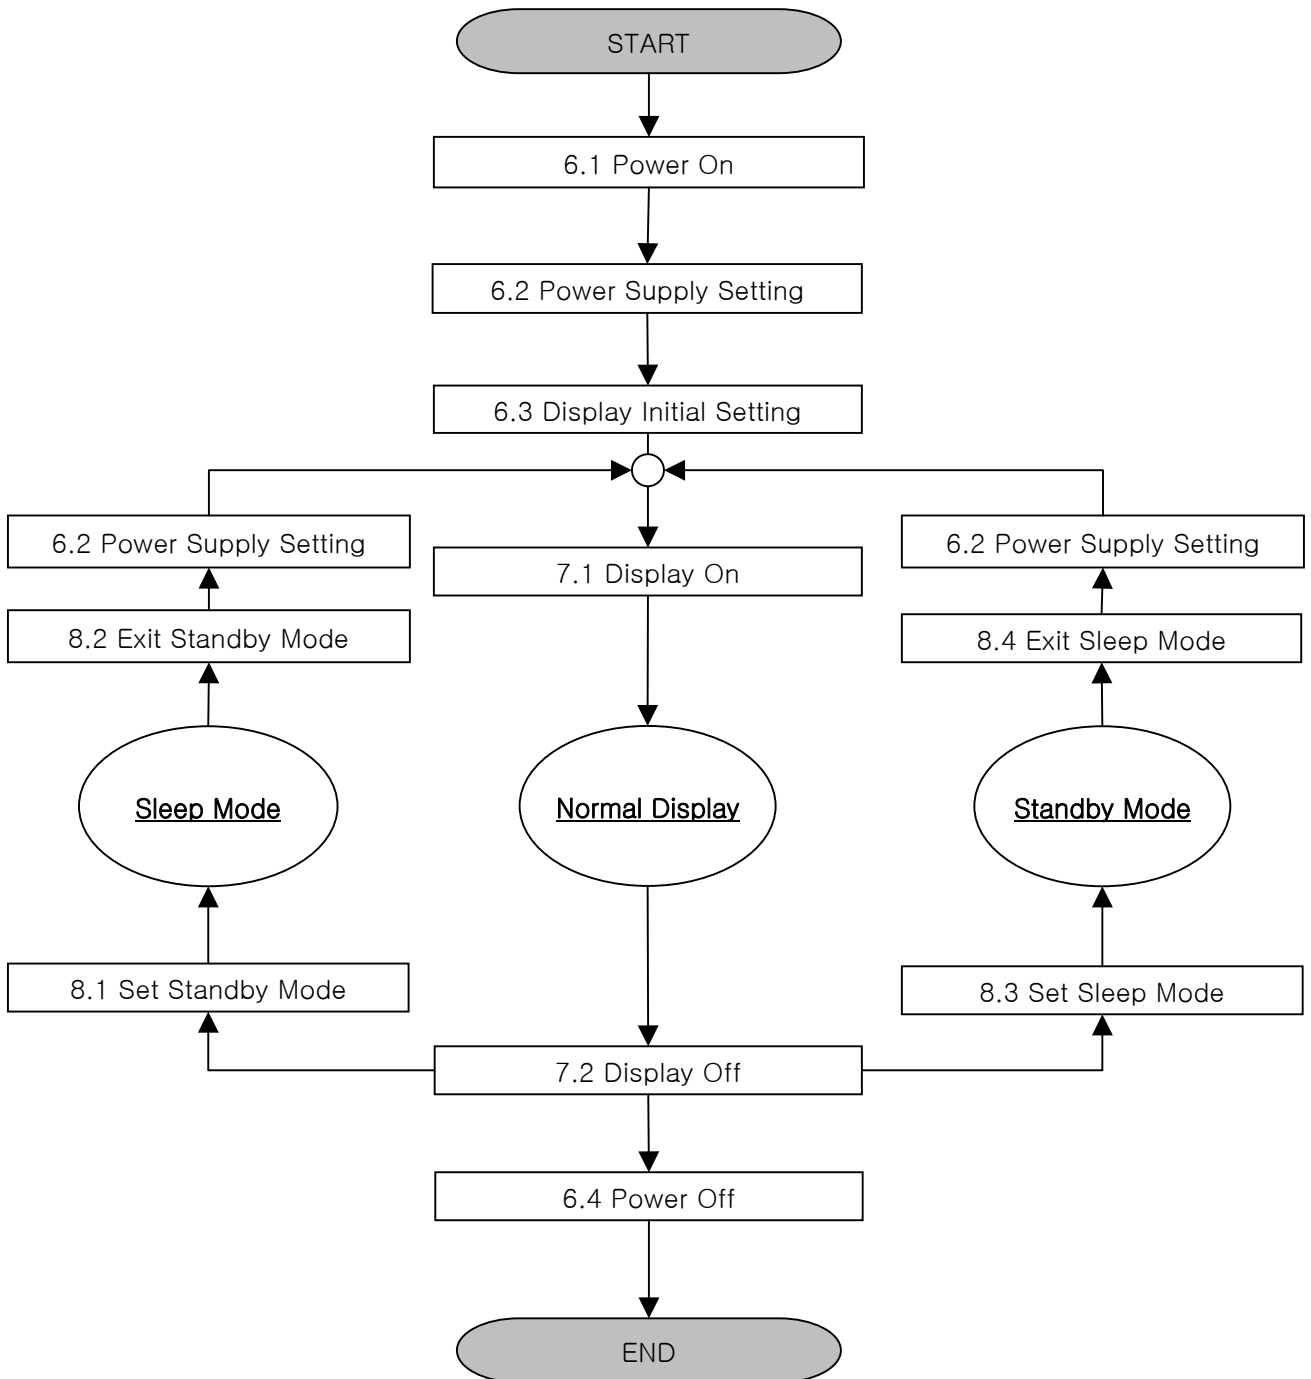 START
6.1 Power On
6.2 Power Supply Setting
6.3 Display Initial Setting
6.2 Power Supply Setting
7.1 Display On
6.2 Power Supply Setting
8.2 Exit Standby Mode
8.4 Exit Sleep Mode
Sleep Mode
Normal Display
Standby Mode
8.1 Set Standby Mode
8.3 Set Sleep Mode
7.2 Display Off
6.4 Power Off
END